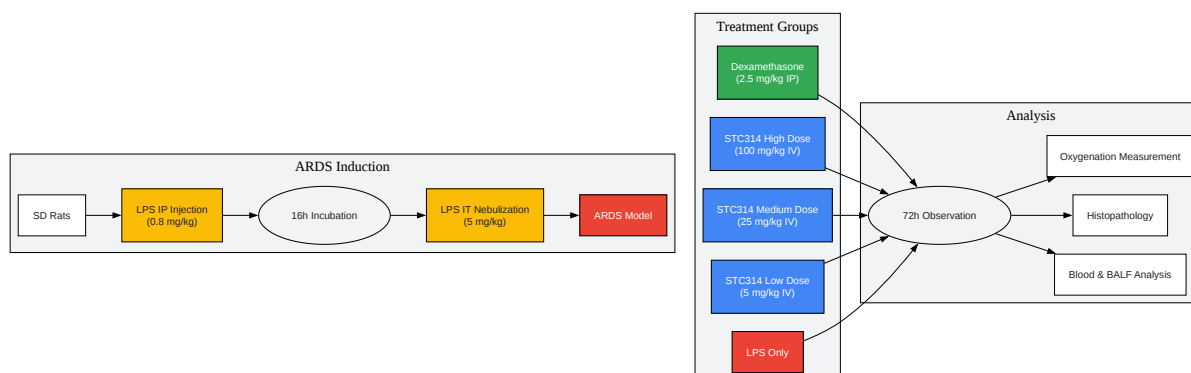 ARDS Induction
SD Rats
LPS IP Injection
(0.8 mg/kg)
16h Incubation
LPS IT Nebulization
(5 mg/kg)
ARDS Model
Treatment Groups
Dexamethasone
(2.5 mg/kg IP)
STC314 High Dose
(100 mg/kg IV)
STC314 Medium Dose
(25 mg/kg IV)
STC314 Low Dose
(5 mg/kg IV)
LPS Only
Analysis
72h Observation
Oxygenation Measurement
Histopathology
Blood & BALF Analysis